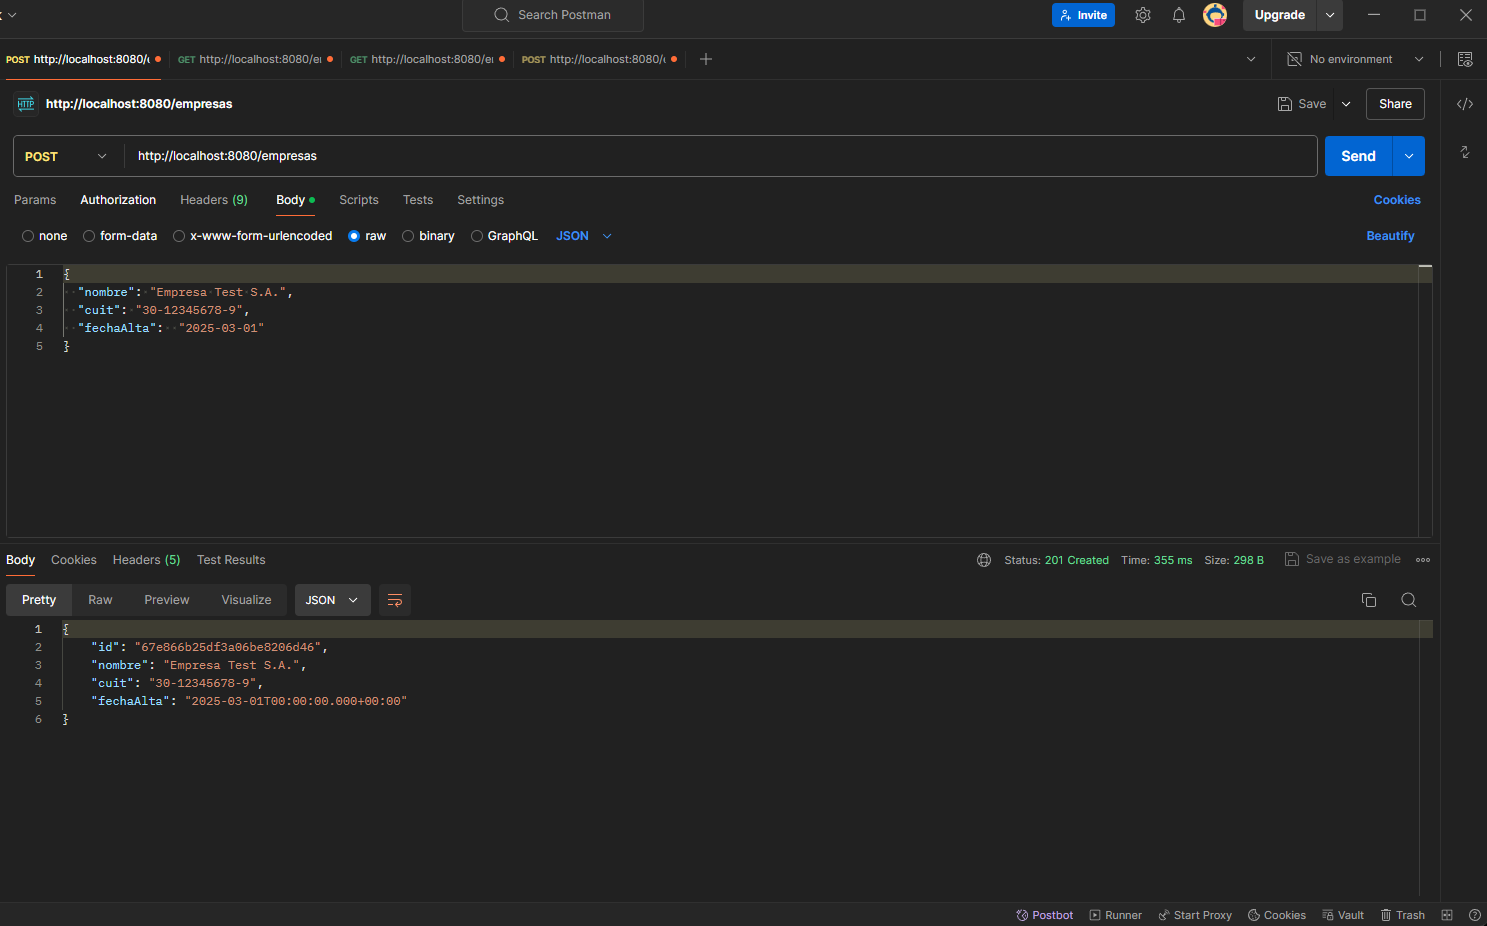 Search Postman
Invite
Upgrade
POST http://localhost:8080/e
GET http://localhost:8080/e
GET http://localhost:8080/e
POST http://localhost:8080/e
No environment
HTTP http://localhost:8080/empresas
Save
Share
POST
http://localhost:8080/empresas
Send
Params
Authorization
Headers (9)
Body
Scripts
Tests
Settings
Cookies
none
form-data
x-www-form-urlencoded
raw
binary
GraphQL
JSON
Beautify
1 {
2 "nombre": "Empresa Test S.A.",
3 "cuit": "30-12345678-9",
4 "fechaAlta": "2025-03-01"
5 }
Body
Cookies
Headers (5)
Test Results
Status: 201 Created
Time: 355 ms
Size: 298 B
Save as example
Pretty
Raw
Preview
Visualize
JSON
1 {
2 "id": "67e866b25df3a06be8206d46",
3 "nombre": "Empresa Test S.A.",
4 "cuit": "30-12345678-9",
5 "fechaAlta": "2025-03-01T00:00:00.000+00:00"
6 }
Postbot
Runner
Start Proxy
Cookies
Vault
Trash